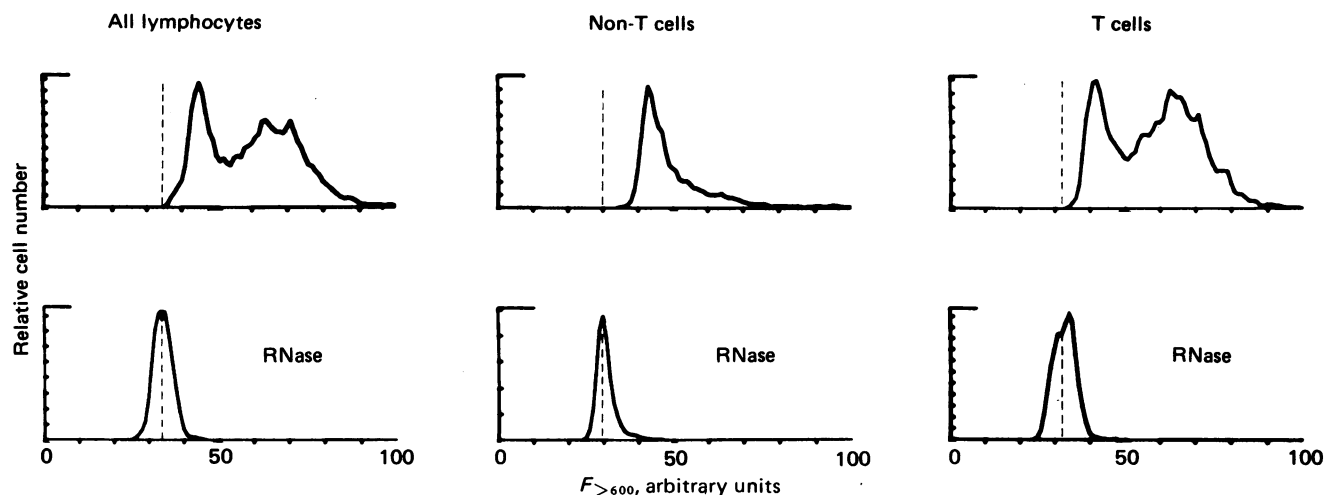 All lymphocytes
Non-T cells
T cells
Relative cell number
RNase
RNase
RNase
0 50 100
0 50 100
0 50 100
F>600, arbitrary units